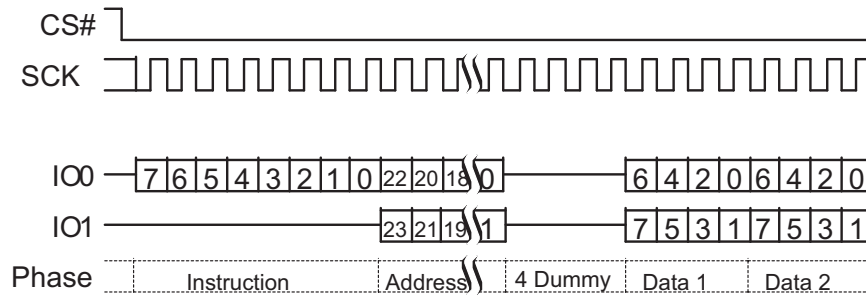 CS#
SCK
IO0 7 6 5 4 3 2 1 0 22 20 18 0 6 4 2 0 6 4 2 0
IO1 23 21 19 1 7 5 3 1 7 5 3 1
Phase Instruction Address 4 Dummy Data 1 Data 2